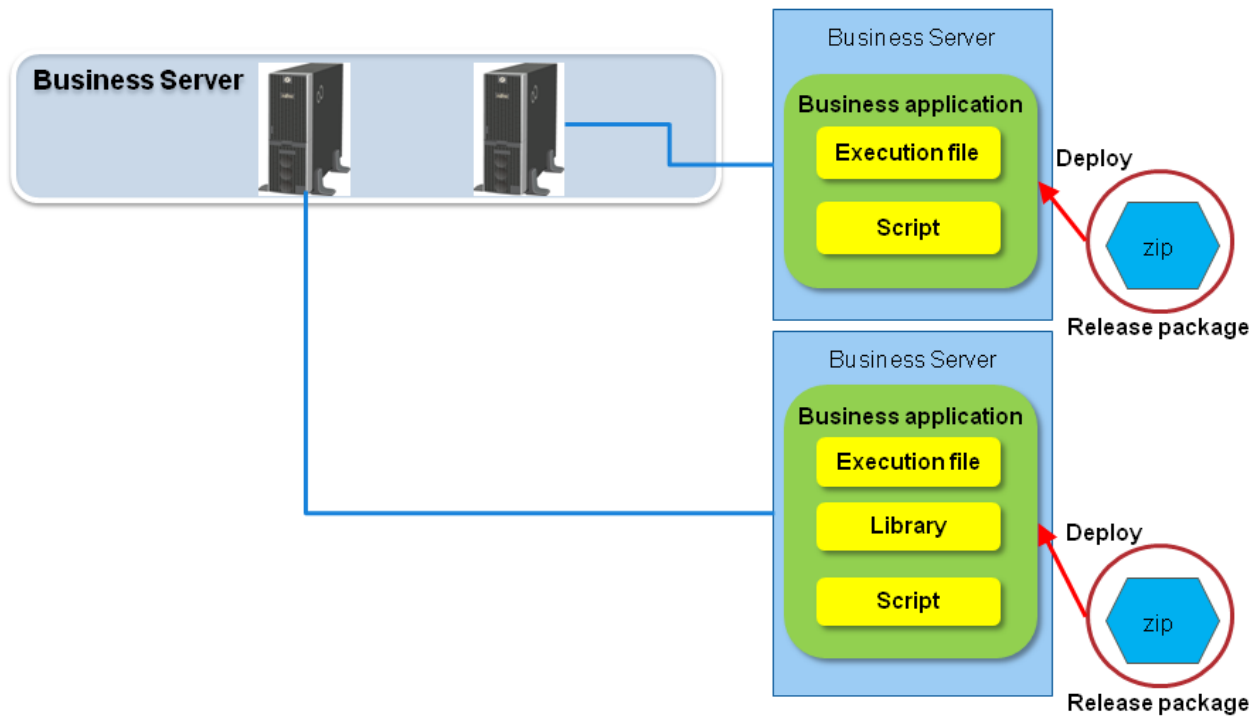 Business Server
Business Server
Business application
Execution file
Script
Deploy
zip
Release package
Business Server
Business application
Execution file
Library
Script
Deploy
zip
Release package